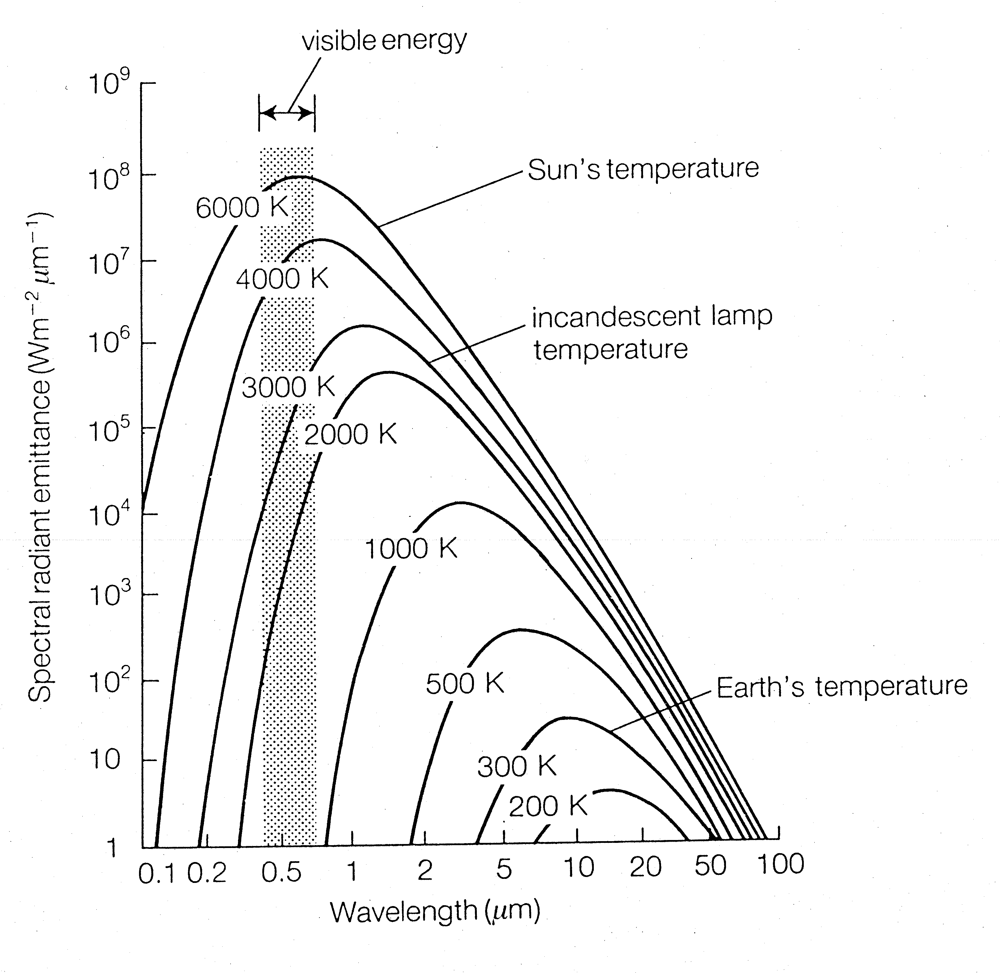 visible energy
10⁹
10⁸
Sun's temperature
6000 K
10⁷
4000 K
incandescent lamp
temperature
10⁶
3000 K
10⁵
2000 K
10⁴
1000 K
10³
10²
500 K
Earth's temperature
10
300 K
200 K
1
Spectral radiant emittance (Wm⁻² μm⁻¹)
0.1 0.2 0.5 1 2 5 10 20 50 100
Wavelength (μm)